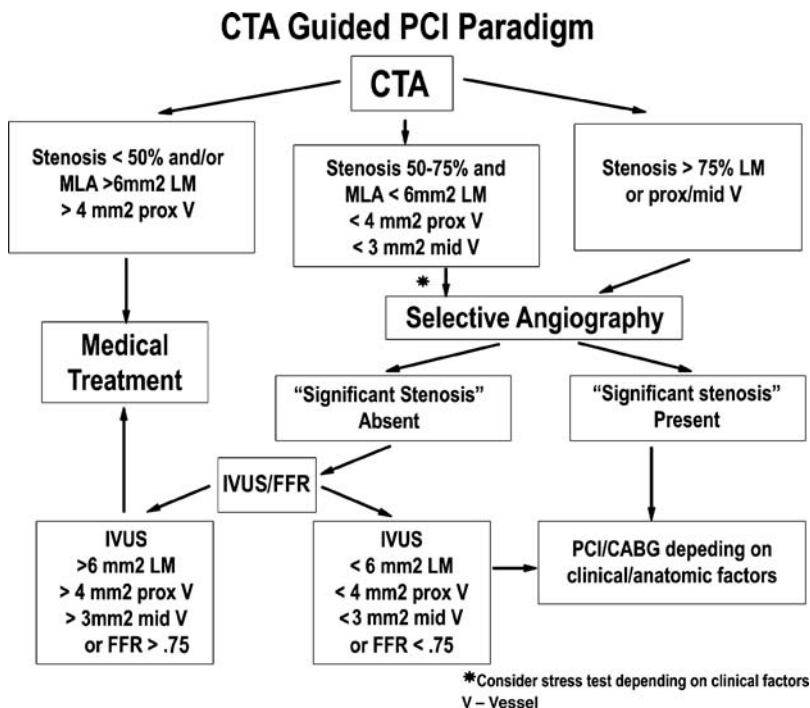 CTA Guided PCI Paradigm
CTA
Stenosis < 50% and/or
MLA >6mm2 LM
> 4 mm2 prox V
Stenosis 50-75% and
MLA < 6mm2 LM
< 4 mm2 prox V
< 3 mm2 mid V
Stenosis > 75% LM
or prox/mid V
*
Selective Angiography
Medical
Treatment
“Significant Stenosis”
Absent
“Significant stenosis”
Present
IVUS/FFR
IVUS
>6 mm2 LM
> 4 mm2 prox V
> 3mm2 mid V
or FFR > .75
IVUS
< 6 mm2 LM
< 4 mm2 prox V
<3 mm2 mid V
or FFR < .75
PCI/CABG depeding on
clinical/anatomic factors
*Consider stress test depending on clinical factors
V – Vessel